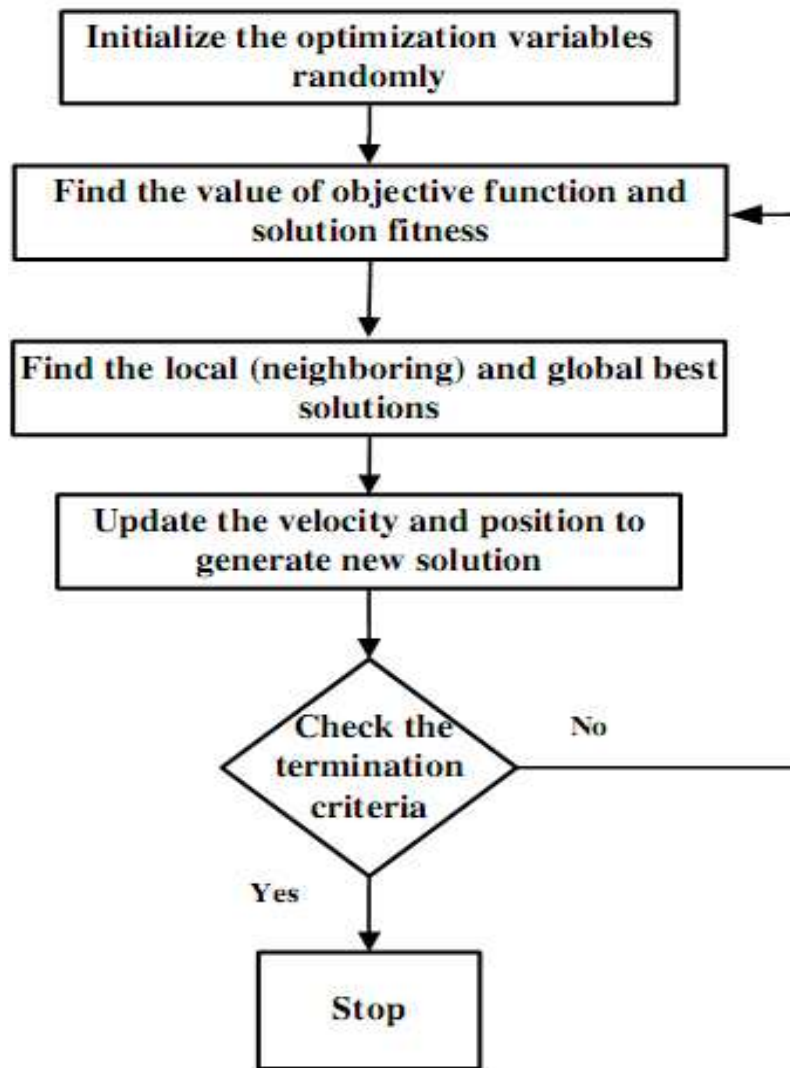 Initialize the optimization variables
randomly
Find the value of objective function and
solution fitness
Find the local (neighboring) and global best
solutions
Update the velocity and position to
generate new solution
Check the
termination
criteria
No
Yes
Stop